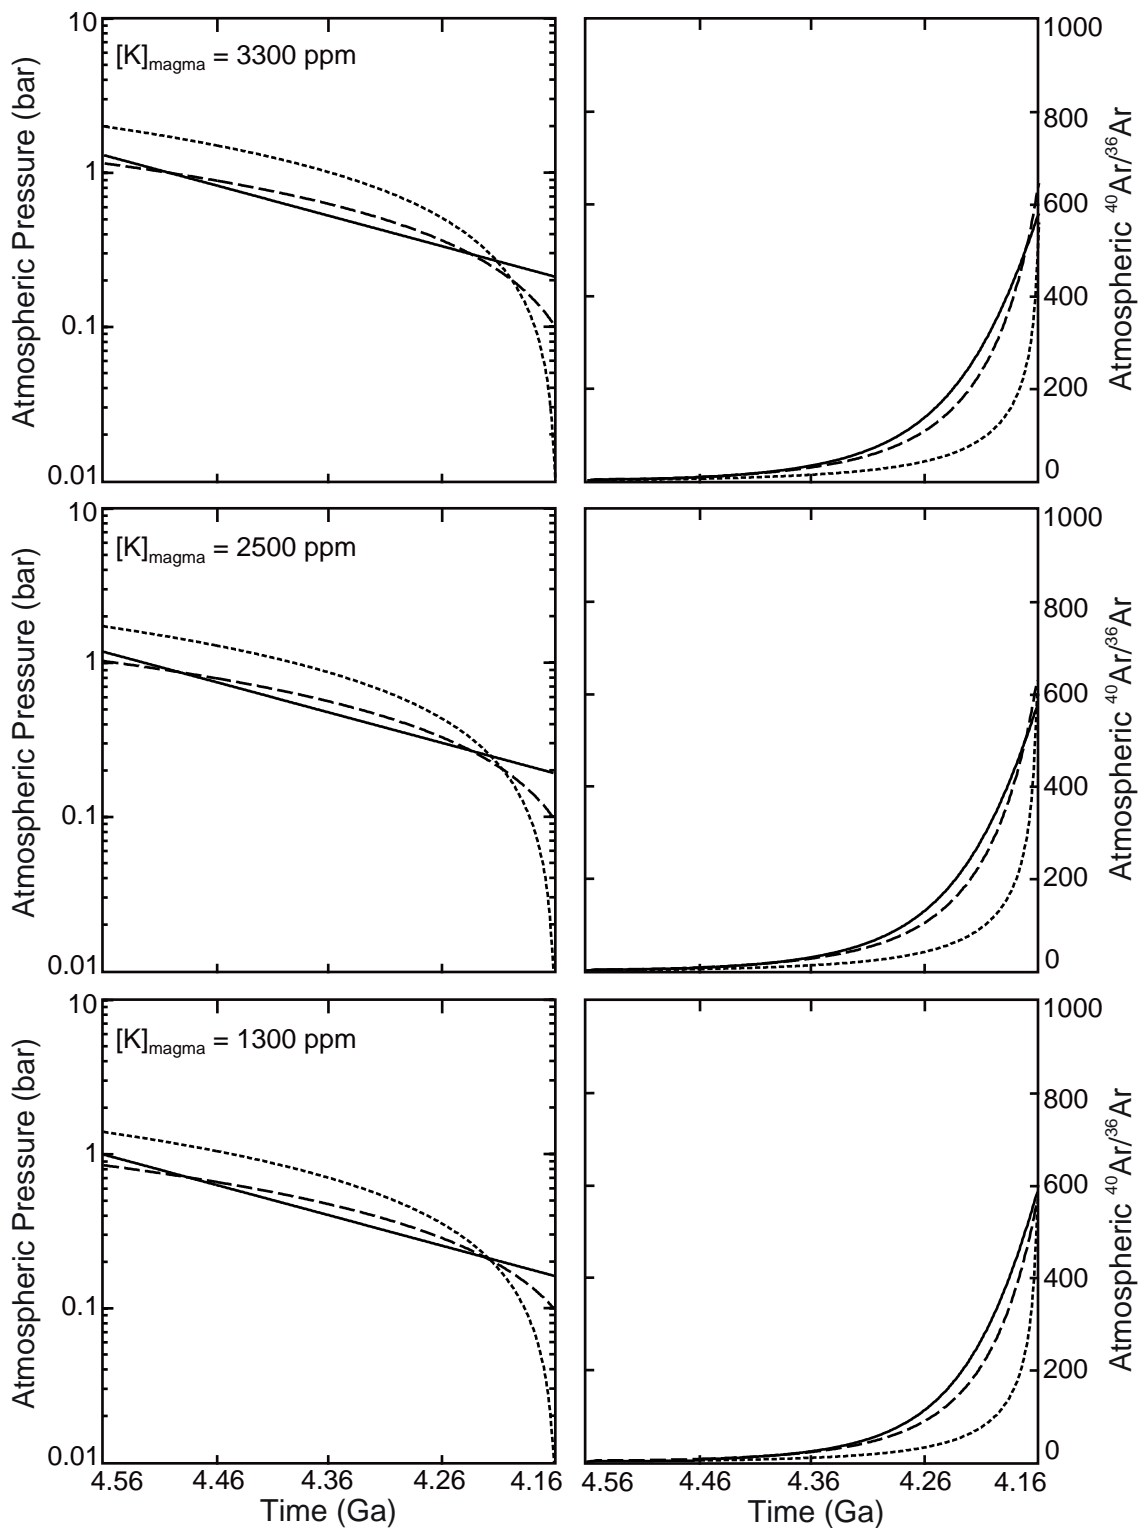 [K]magma = 3300 ppm
Atmospheric Pressure (bar)
10
1
0.1
0.01
1000
800
600
400
200
0
Atmospheric 40Ar/36Ar
[K]magma = 2500 ppm
Atmospheric Pressure (bar)
10
1
0.1
0.01
1000
800
600
400
200
0
Atmospheric 40Ar/36Ar
[K]magma = 1300 ppm
Atmospheric Pressure (bar)
10
1
0.1
0.01
1000
800
600
400
200
0
Atmospheric 40Ar/36Ar
4.56 4.46 4.36 4.26 4.16
Time (Ga)
4.56 4.46 4.36 4.26 4.16
Time (Ga)